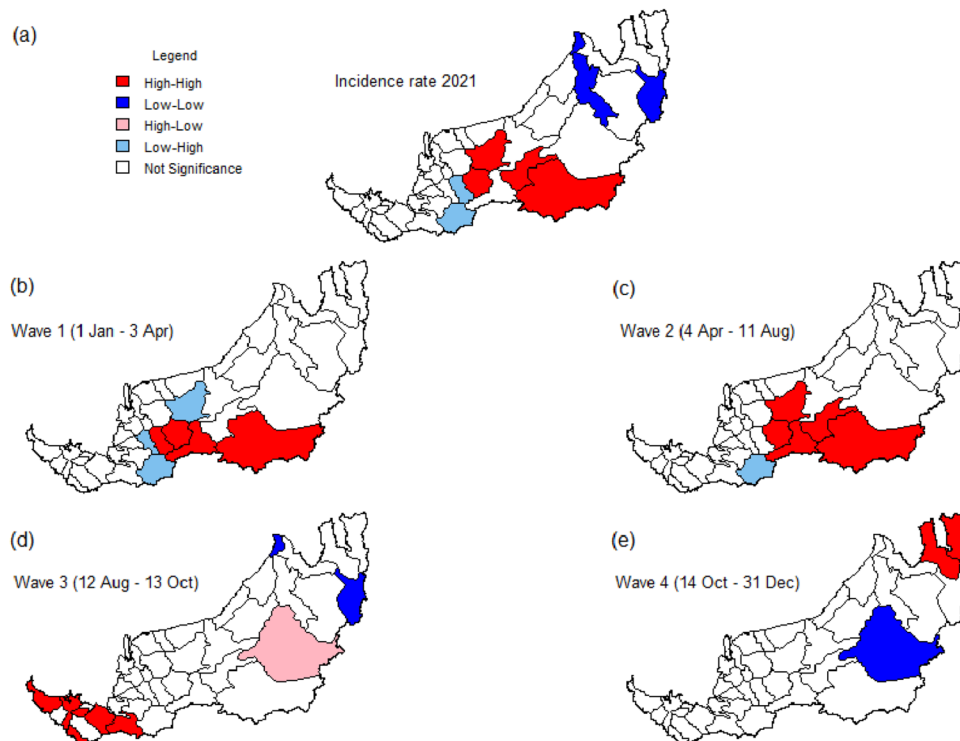 (a)
Legend
High-High
Low-Low
High-Low
Low-High
Not Significance
Incidence rate 2021
(b)
Wave 1 (1 Jan - 3 Apr)
(c)
Wave 2 (4 Apr - 11 Aug)
(d)
Wave 3 (12 Aug - 13 Oct)
(e)
Wave 4 (14 Oct - 31 Dec)